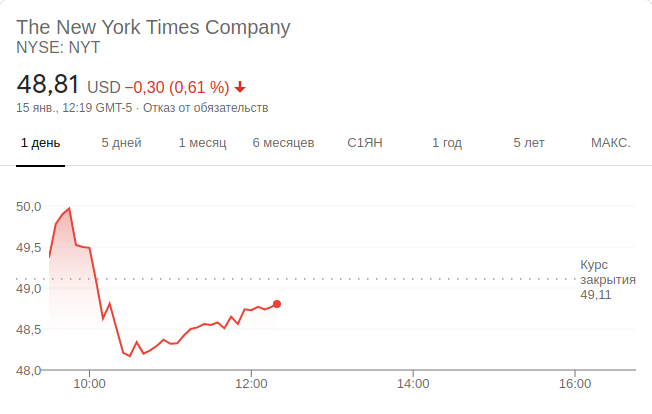 The New York Times Company
NYSE: NYT
48,81 USD −0,30 (0,61 %)
15 янв., 12:19 GMT-5 · Отказ от обязательств
1 день 5 дней 1 месяц 6 месяцев С1ЯН 1 год 5 лет МАКС.
50,0
49,5
Курс
закрытия
49,11
49,0
48,5
48,0
10:00 12:00 14:00 16:00